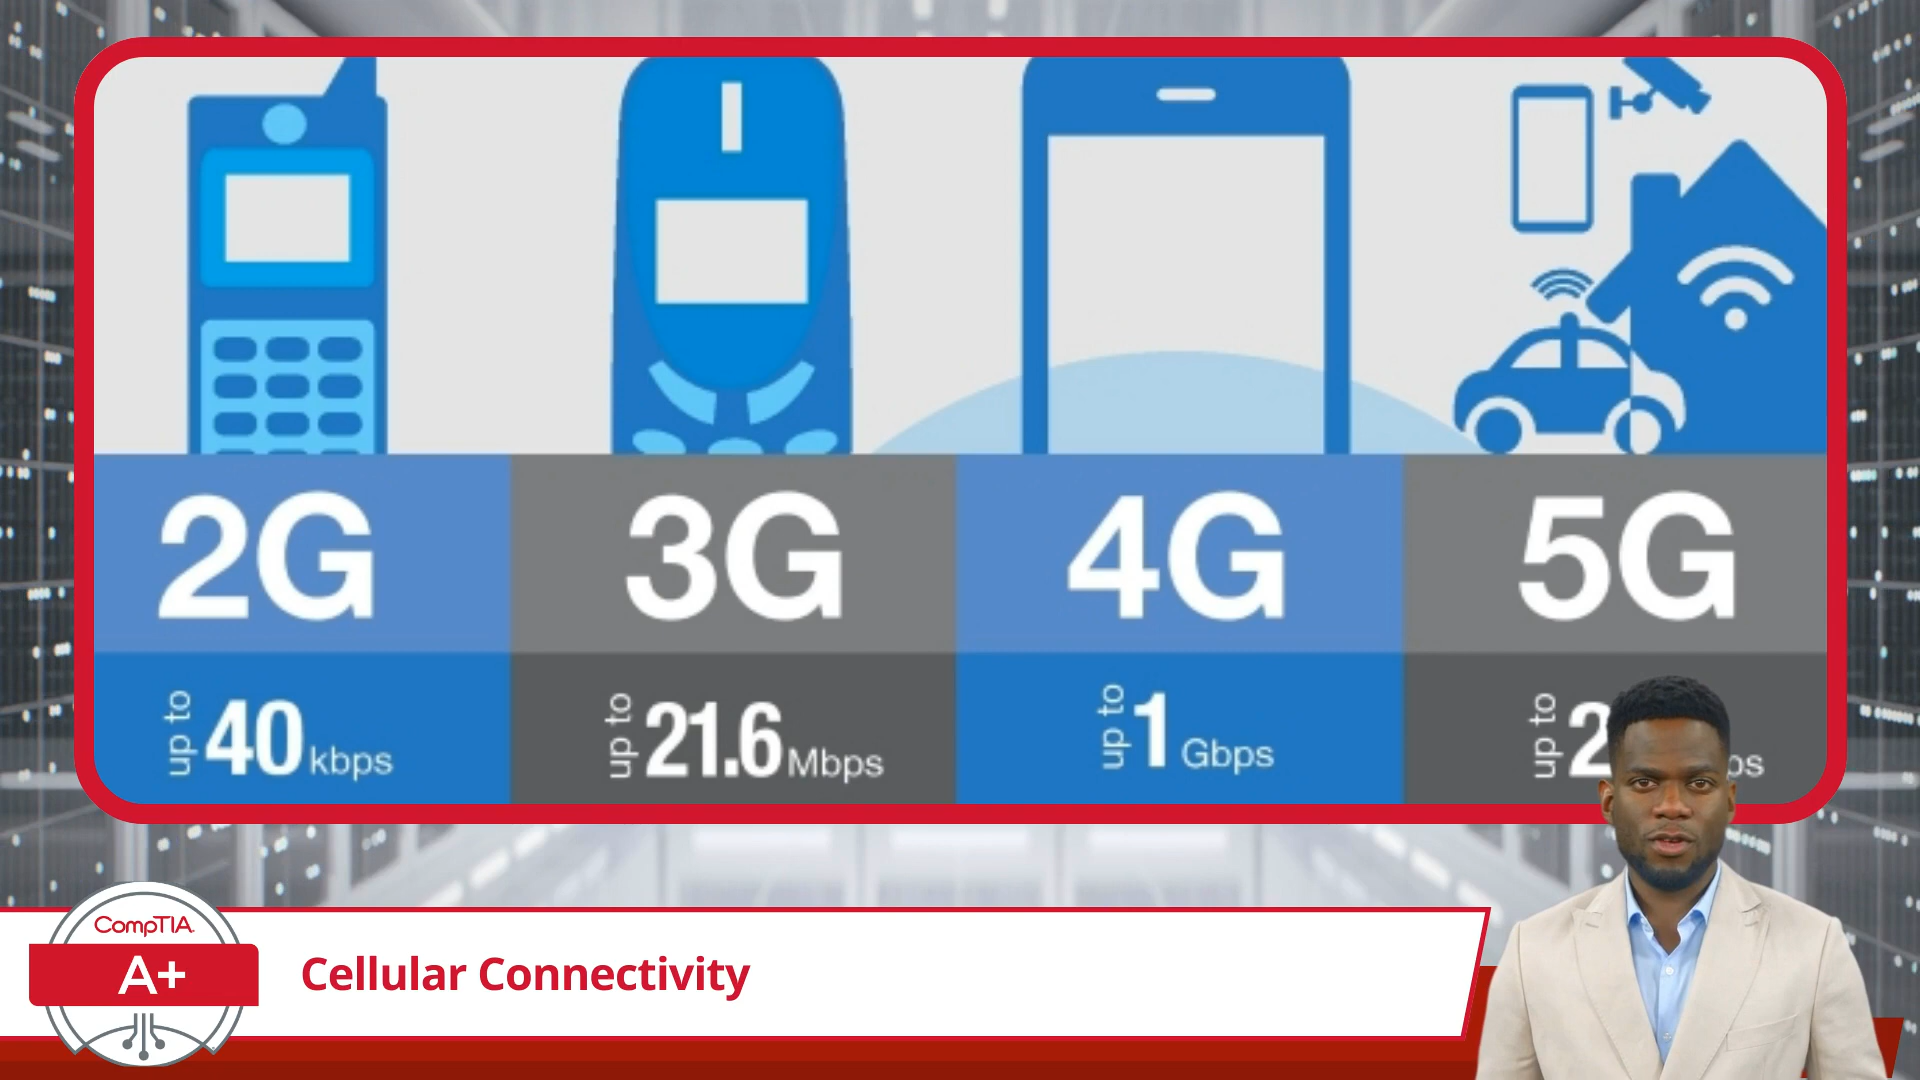 2G
3G
4G
5G
up to 40 kbps
up to 21.6 Mbps
up to 1 Gbps
up to
CompTIA
A+
Cellular Connectivity